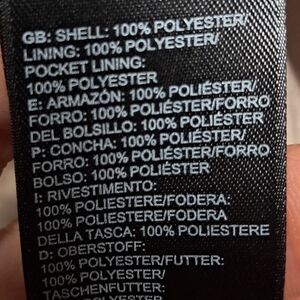 GB: SHELL: 100% POLYESTER/
LINING: 100% POLYESTER/
POCKET LINING:
100% POLYESTER
E: ARMAZÓN: 100% POLIÉSTER/
FORRO: 100% POLIÉSTER/FORRO
DEL BOLSILLO: 100% POLIÉSTER
P: CONCHA: 100% POLIÉSTER/
FORRO: 100% POLIÉSTER/FORRO
BOLSO: 100% POLIÉSTER
I: RIVESTIMENTO:
100% POLIESTERE/FODERA:
100% POLIESTERE/FODERA
DELLA TASCA: 100% POLIESTERE
D: OBERSTOFF:
100% POLYESTER/FUTTER:
100% POLYESTER/
TASCHENFUTTER:
100% POLYESTER